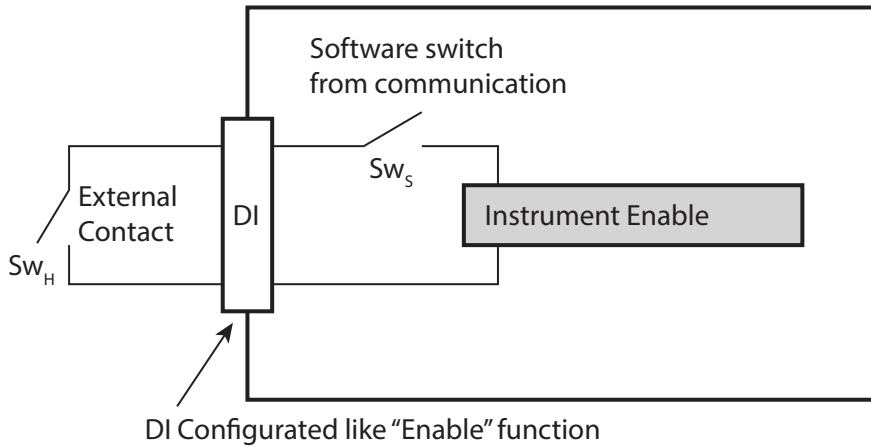 Software switch
from communication
Sw_S
External
Contact
DI
Instrument Enable
Sw_H
DI Configurated like “Enable” function